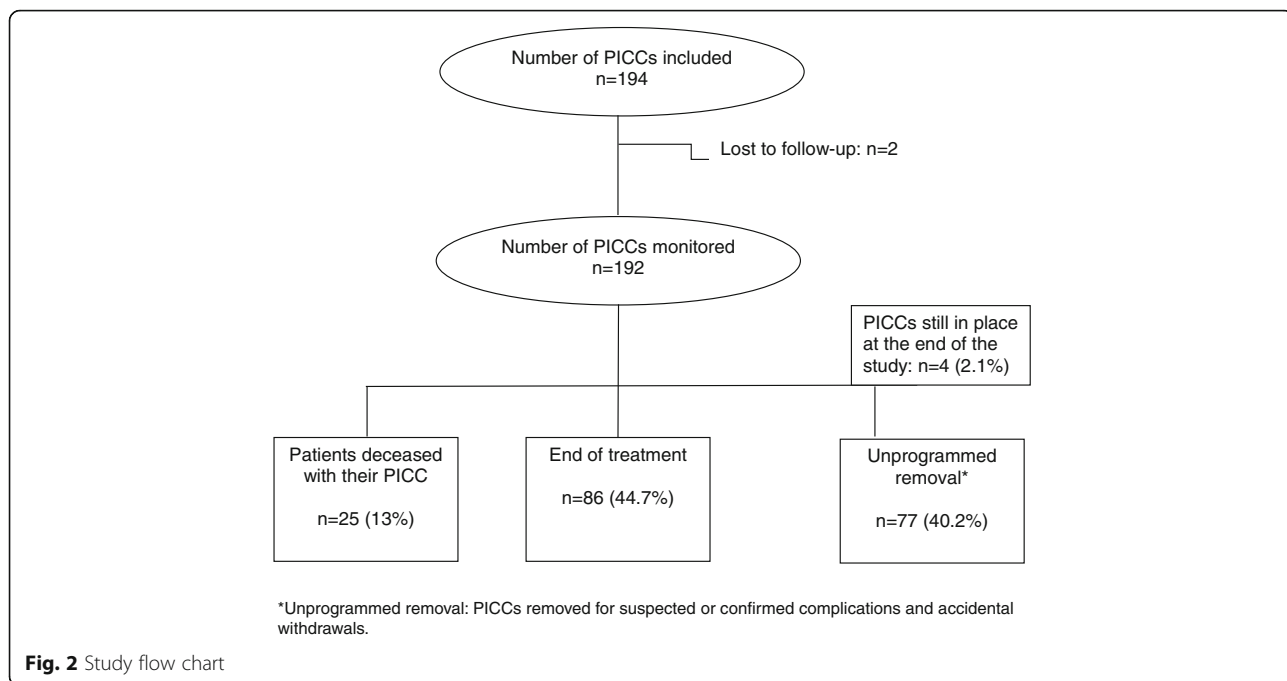 Number of PICCs included
n=194
Lost to follow-up: n=2
Number of PICCs monitored
n=192
PICCs still in place
at the end of the
study: n=4 (2.1%)
Patients deceased
with their PICC
n=25 (13%)
End of treatment
n=86 (44.7%)
Unprogrammed
removal*
n=77 (40.2%)
*Unprogrammed removal: PICCs removed for suspected or confirmed complications and accidental
withdrawals.
Fig. 2 Study flow chart